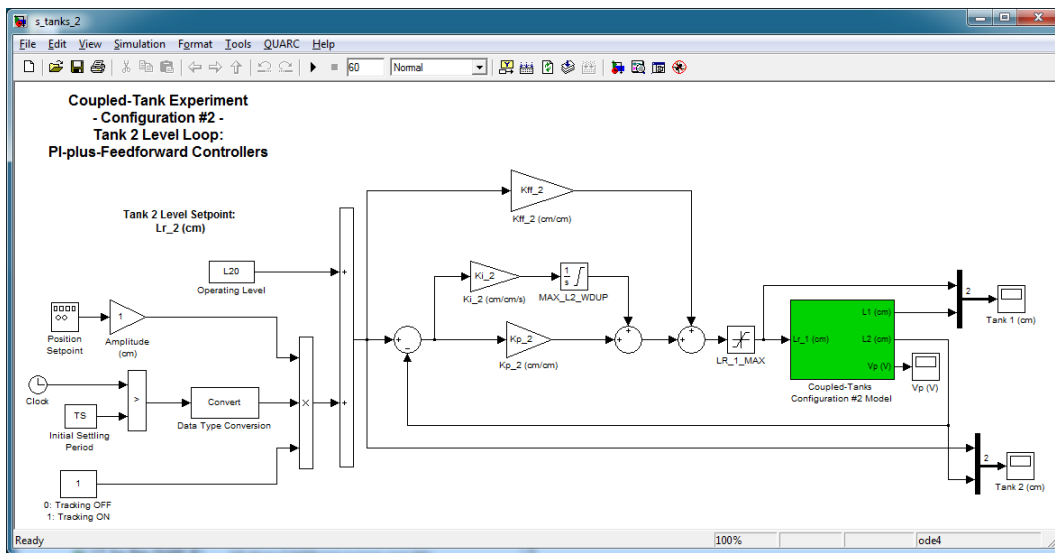 s_tanks_2
File Edit View Simulation Format Tools QUARC Help
60
Normal
Coupled-Tank Experiment
- Configuration #2 -
Tank 2 Level Loop:
PI-plus-Feedforward Controllers
Tank 2 Level Setpoint:
Lr_2 (cm)
L20
Operating Level
Position
Setpoint
1
Amplitude
(cm)
Clock
TS
Initial Settling
Period
>
Convert
Data Type Conversion
1
0: Tracking OFF
1: Tracking ON
×
+
+
+
−
Kff_2
Kff_2 (cm/cm)
Ki_2
Ki_2 (cm/cm/s)
1
s
MAX_L2_WDUP
Kp_2
Kp_2 (cm/cm)
+
+
+
+
LR_1_MAX
Lr_1 (cm)
L1 (cm)
L2 (cm)
Vp (V)
Coupled-Tanks
Configuration #2 Model
2
Tank 1 (cm)
Vp (V)
2
Tank 2 (cm)
Ready
100%
ode4